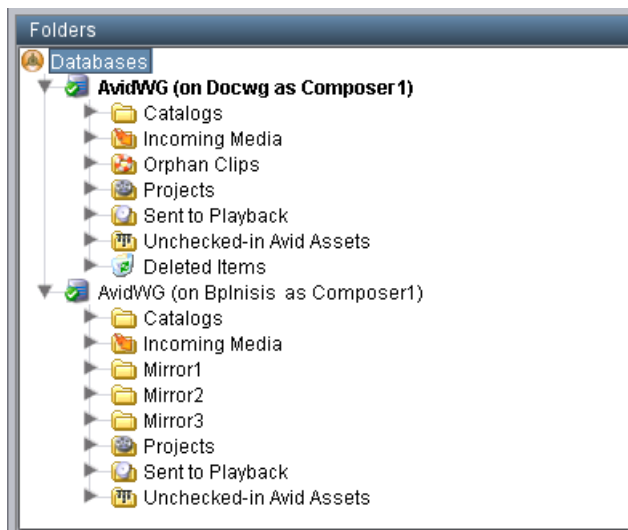 Folders
Databases
AvidWG (on Docwg as Composer1)
Catalogs
Incoming Media
Orphan Clips
Projects
Sent to Playback
Unchecked-in Avid Assets
Deleted Items
AvidWG (on Bplnisis as Composer1)
Catalogs
Incoming Media
Mirror1
Mirror2
Mirror3
Projects
Sent to Playback
Unchecked-in Avid Assets